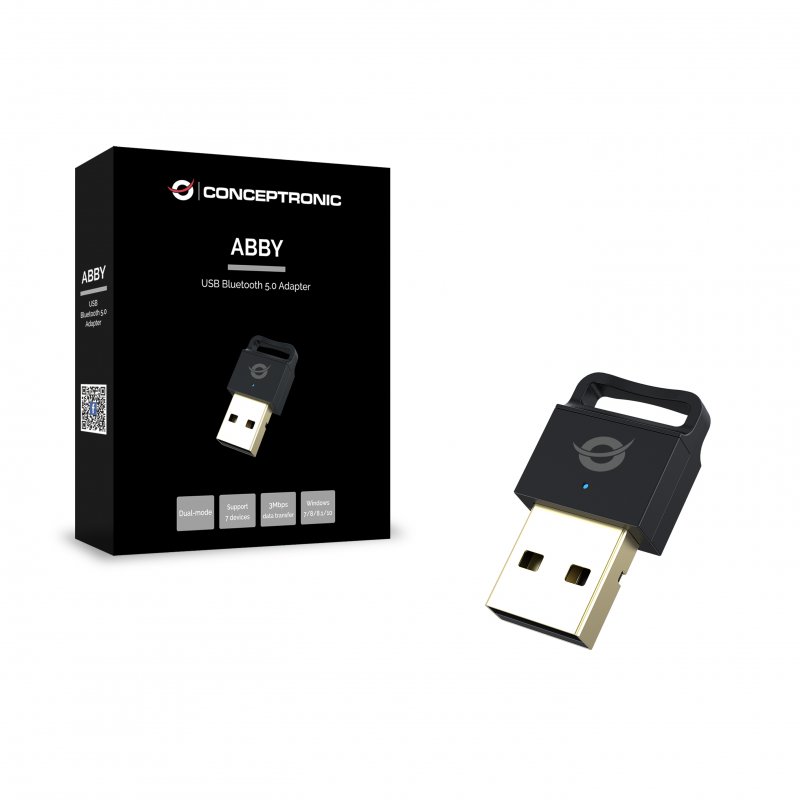 CONCEPTRONIC
ABBY
USB Bluetooth 5.0 Adapter
ABBY
USB
Bluetooth 5.0
Adapter
Dual-mode
Support
7 devices
3Mbps
data transfer
Windows
7/8/8.1/10